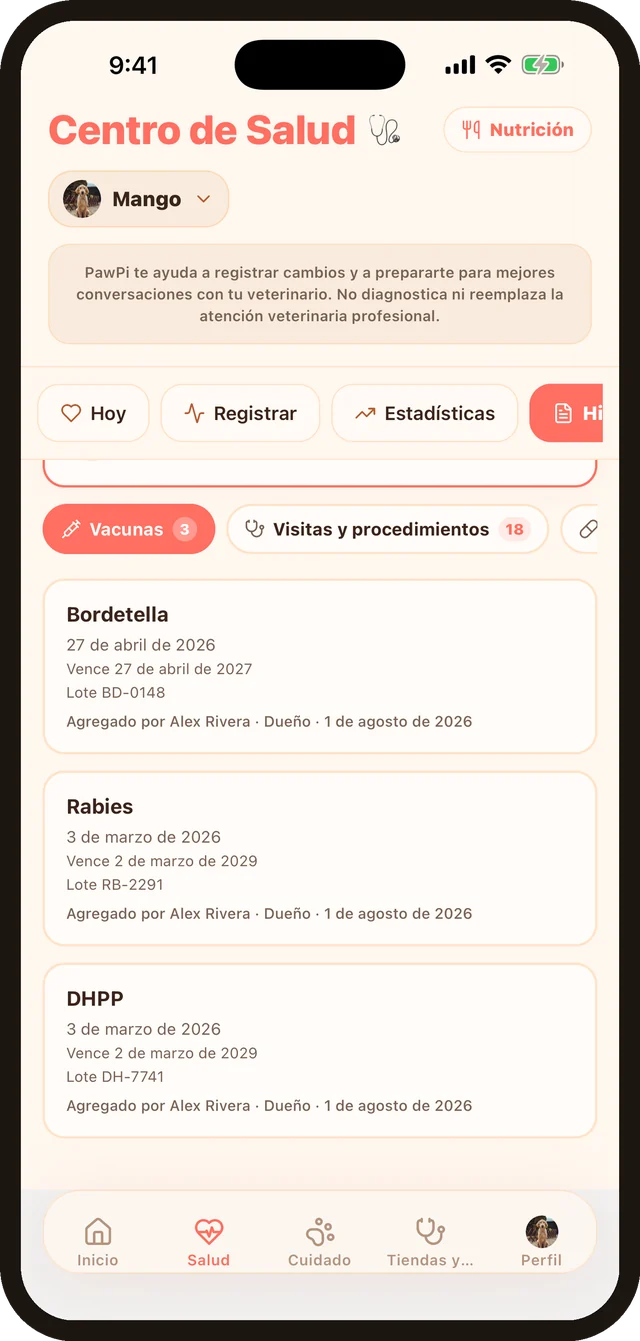 9:41
Centro de Salud
Nutrición
Mango
PawPi te ayuda a registrar cambios y a prepararte para mejores
conversaciones con tu veterinario. No diagnostica ni reemplaza la
atención veterinaria profesional.
Hoy
Registrar
Estadísticas
Hi
Vacunas 3
Visitas y procedimientos 18
Bordetella
27 de abril de 2026
Vence 27 de abril de 2027
Lote BD-0148
Agregado por Alex Rivera · Dueño · 1 de agosto de 2026
Rabies
3 de marzo de 2026
Vence 2 de marzo de 2029
Lote RB-2291
Agregado por Alex Rivera · Dueño · 1 de agosto de 2026
DHPP
3 de marzo de 2026
Vence 2 de marzo de 2029
Lote DH-7741
Agregado por Alex Rivera · Dueño · 1 de agosto de 2026
Inicio
Salud
Cuidado
Tiendas y...
Perfil